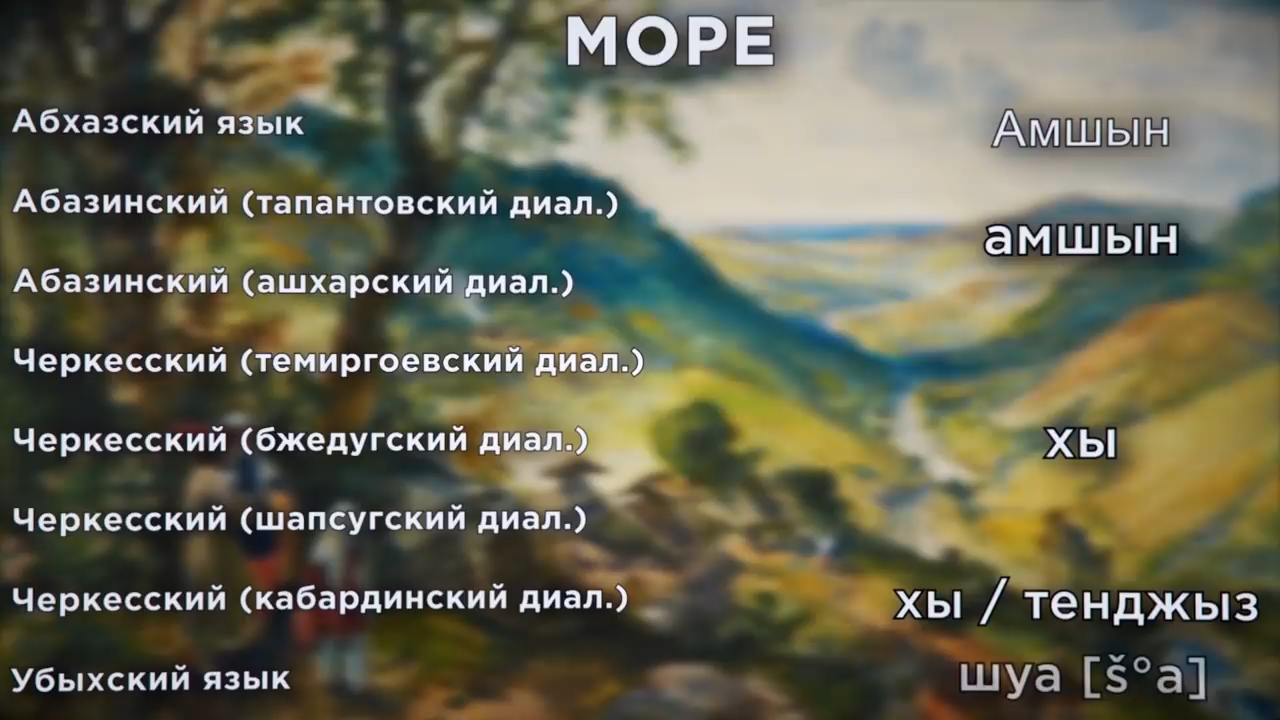 МОРЕ
Абхазский язык
Амшын
Абазинский (тапантовский диал.)
амшын
Абазинский (ашхарский диал.)
Черкесский (темиргоевский диал.)
Черкесский (бжедугский диал.)
хы
Черкесский (шапсугский диал.)
Черкесский (кабардинский диал.)
хы / тенджыз
Убыхский язык
шуа [š°a]